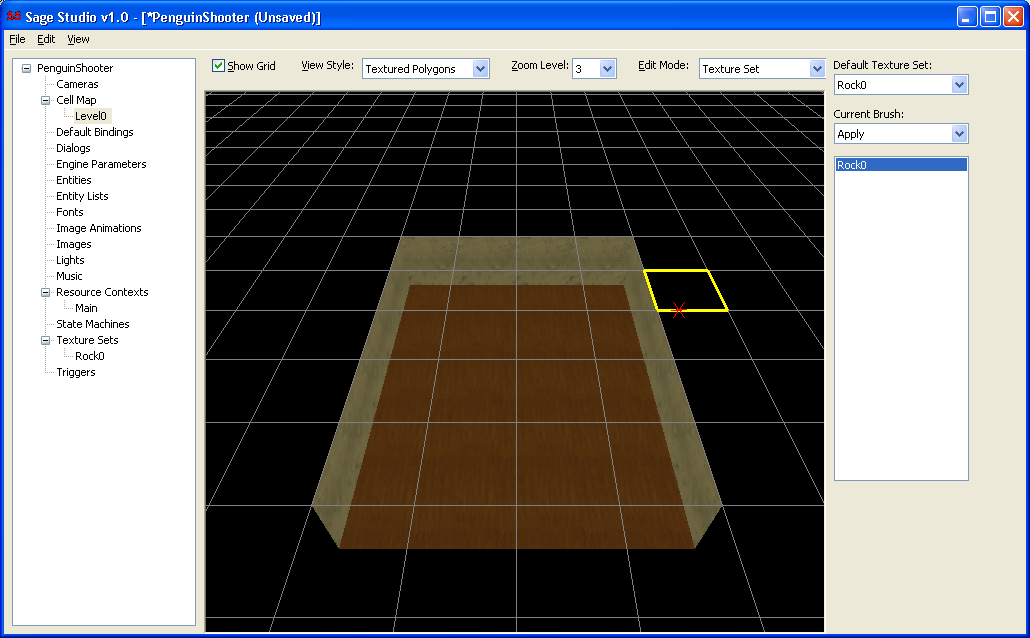 SS Sage Studio v1.0 - [*PenguinShooter (Unsaved)]
File Edit View
Show Grid View Style: Textured Polygons Zoom Level: 3 Edit Mode: Texture Set
PenguinShooter
Cameras
Cell Map
Level0
Default Bindings
Dialogs
Engine Parameters
Entities
Entity Lists
Fonts
Image Animations
Images
Lights
Music
Resource Contexts
Main
State Machines
Texture Sets
Rock0
Triggers
Default Texture Set:
Rock0
Current Brush:
Apply
Rock0